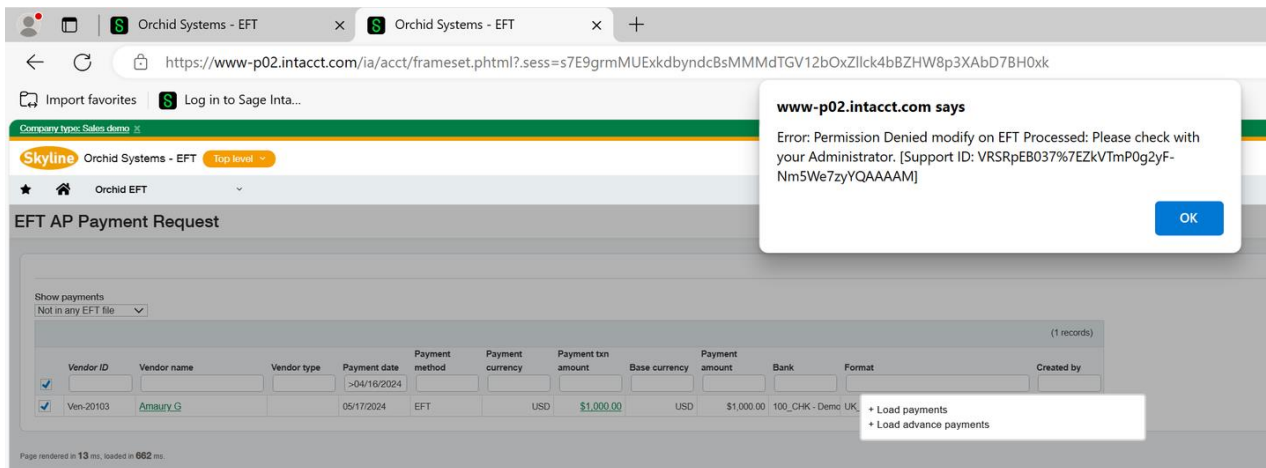 Orchid Systems - EFT
Orchid Systems - EFT
https://www-p02.intacct.com/ia/acct/frameset.phtml?.sess=s7E9grmMUExkdbyndcBsMMMdTGV12bOxZllck4bBZHW8p3XAbD7BH0xk
Import favorites
Log in to Sage Inta...
www-p02.intacct.com says
Error: Permission Denied modify on EFT Processed: Please check with
your Administrator. [Support ID: VRSRpEB037%7EZkVTmP0g2yF-
Nm5We7zyYQAAAAM]
OK
Company type: Sales demo
Skyline Orchid Systems - EFT Top level
Orchid EFT
EFT AP Payment Request
Show payments
Not in any EFT file
(1 records)
Vendor ID Vendor name Vendor type Payment date Payment method Payment currency Payment txn amount Base currency Payment amount Bank Format Created by
>04/16/2024
Ven-20103 Amaury G 05/17/2024 EFT USD $1,000.00 USD $1,000.00 100_CHK - Demo UK_
+ Load payments
+ Load advance payments
Page rendered in 13 ms, loaded in 662 ms.